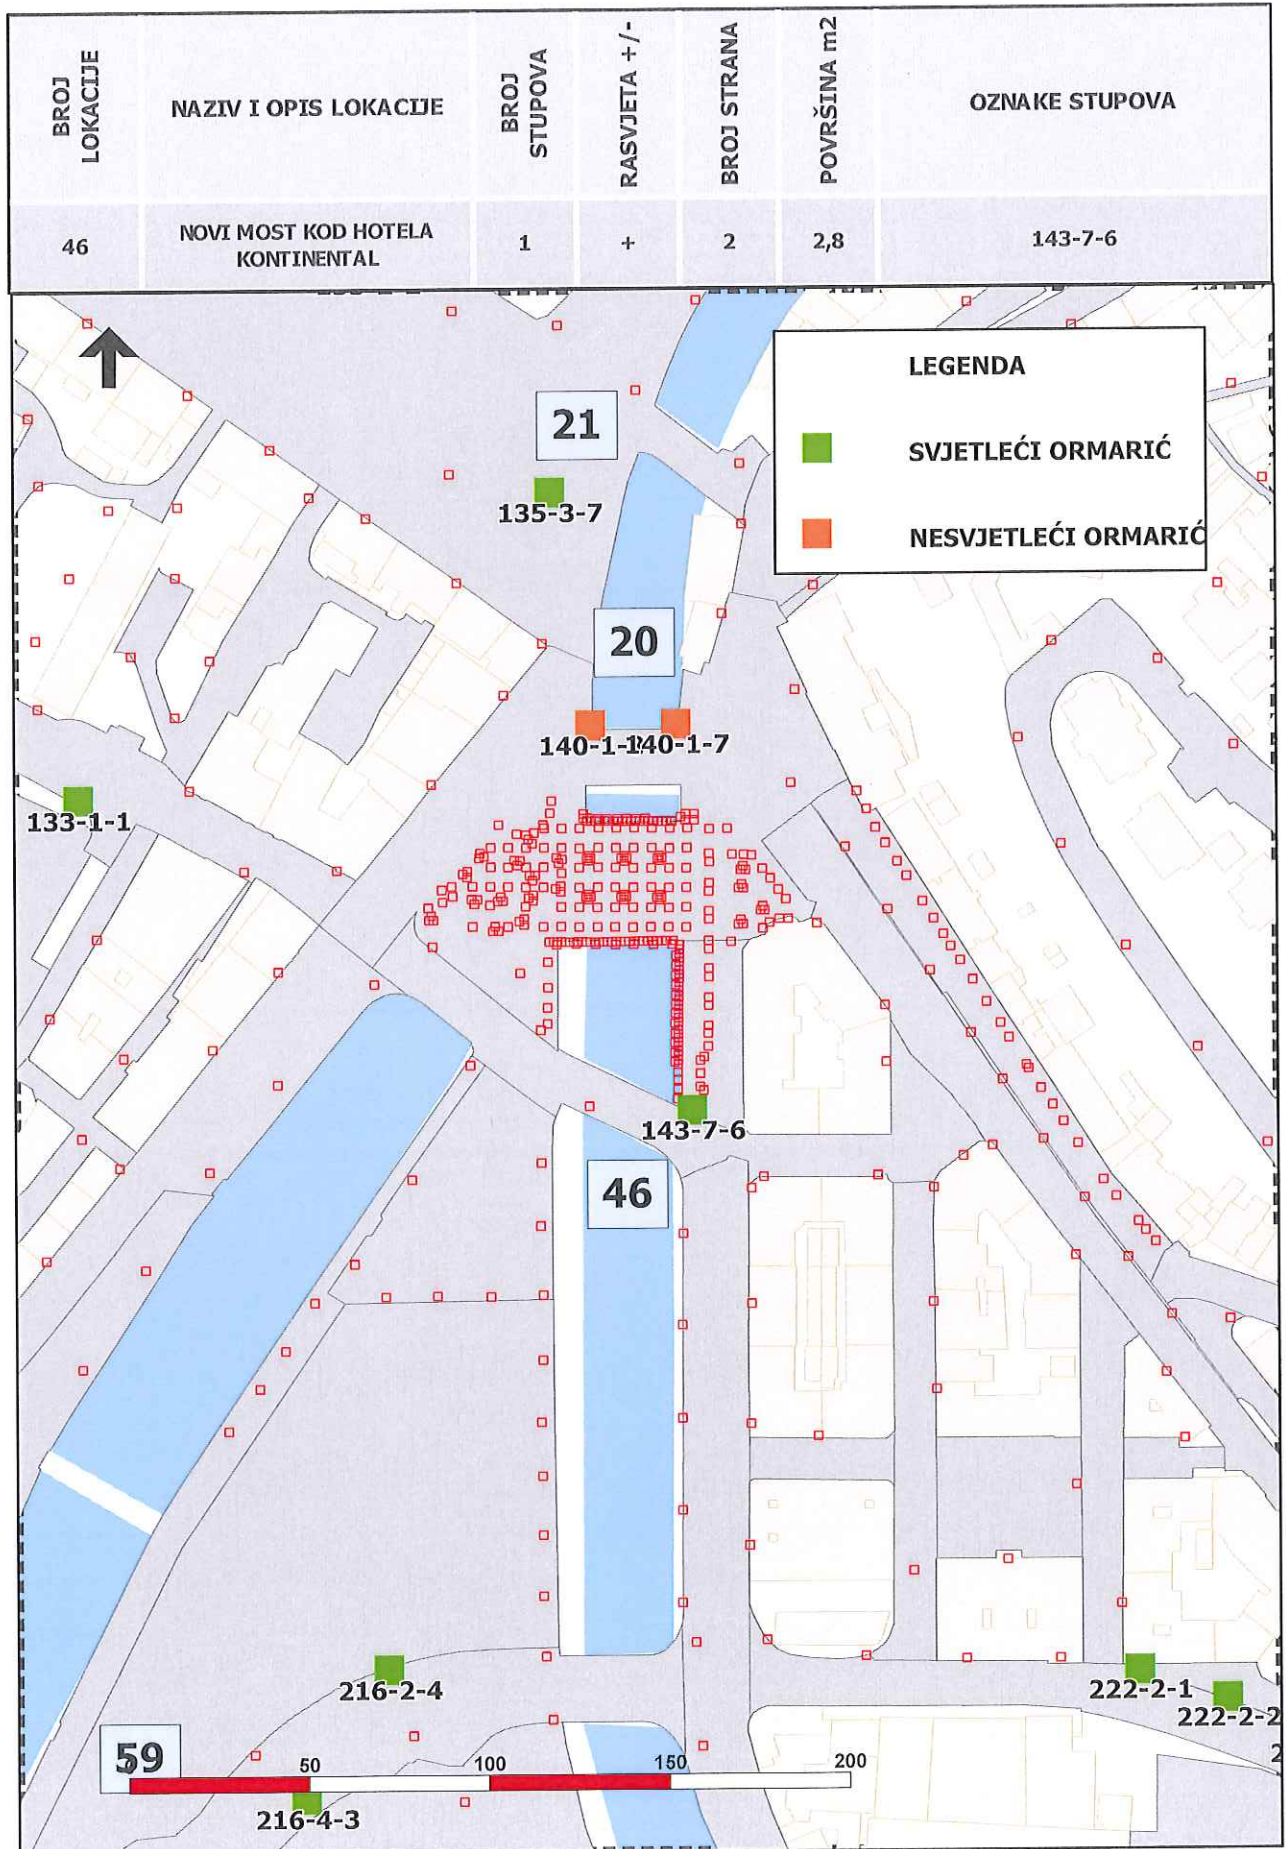 BROJ
LOKACIJE
NAZIV I OPIS LOKACIJE
BROJ
STUPOVA
RASVJETA +/-
BROJ STRANA
POVRŠINA m2
OZNAKE STUPOVA
46
NOVI MOST KOD HOTELA
KONTINENTAL
1
+
2
2,8
143-7-6
LEGENDA
SVJETLEĆI ORMARIĆ
NESVJETLEĆI ORMARIĆ
21
135-3-7
20
140-1-
140-1-7
133-1-1
143-7-6
46
216-2-4
222-2-1
222-2-2
59
50
100
150
200
216-4-3